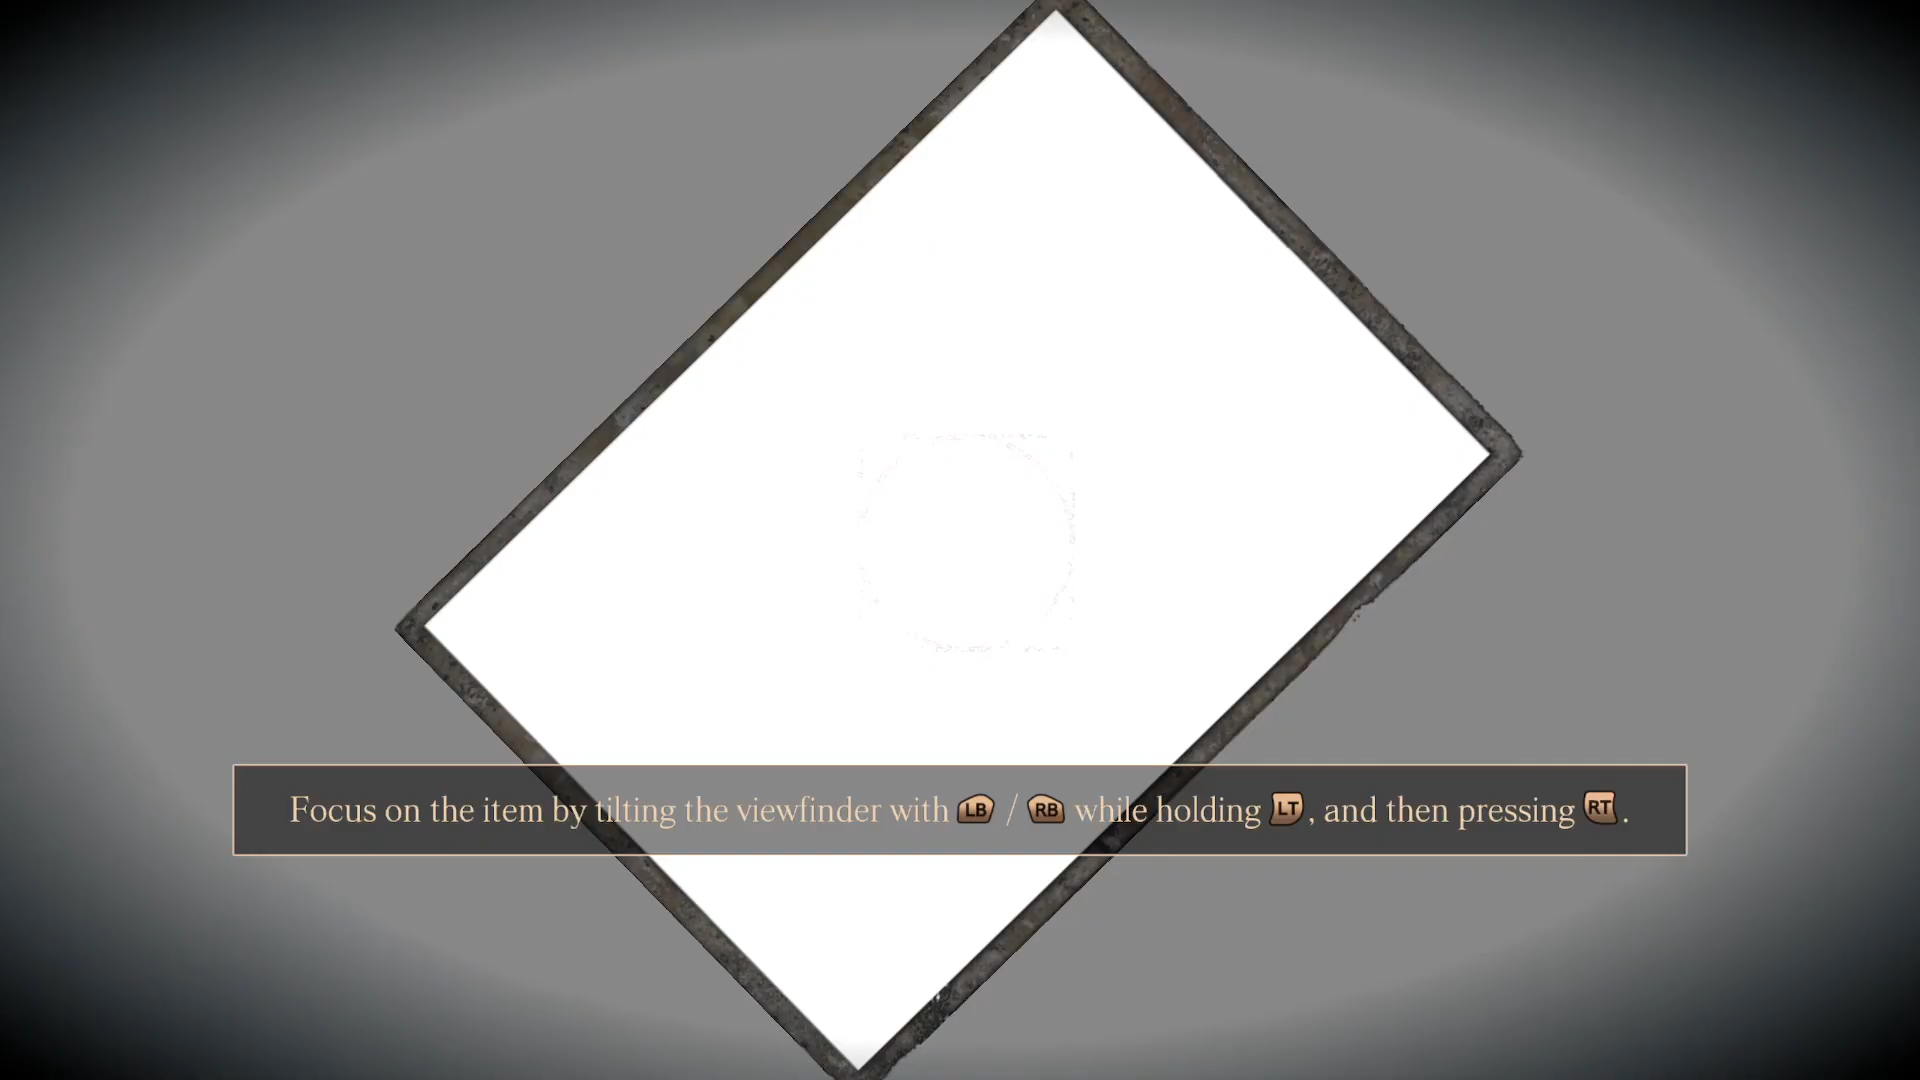 Focus on the item by tilting the viewfinder with LB / RB while holding LT, and then pressing RT.